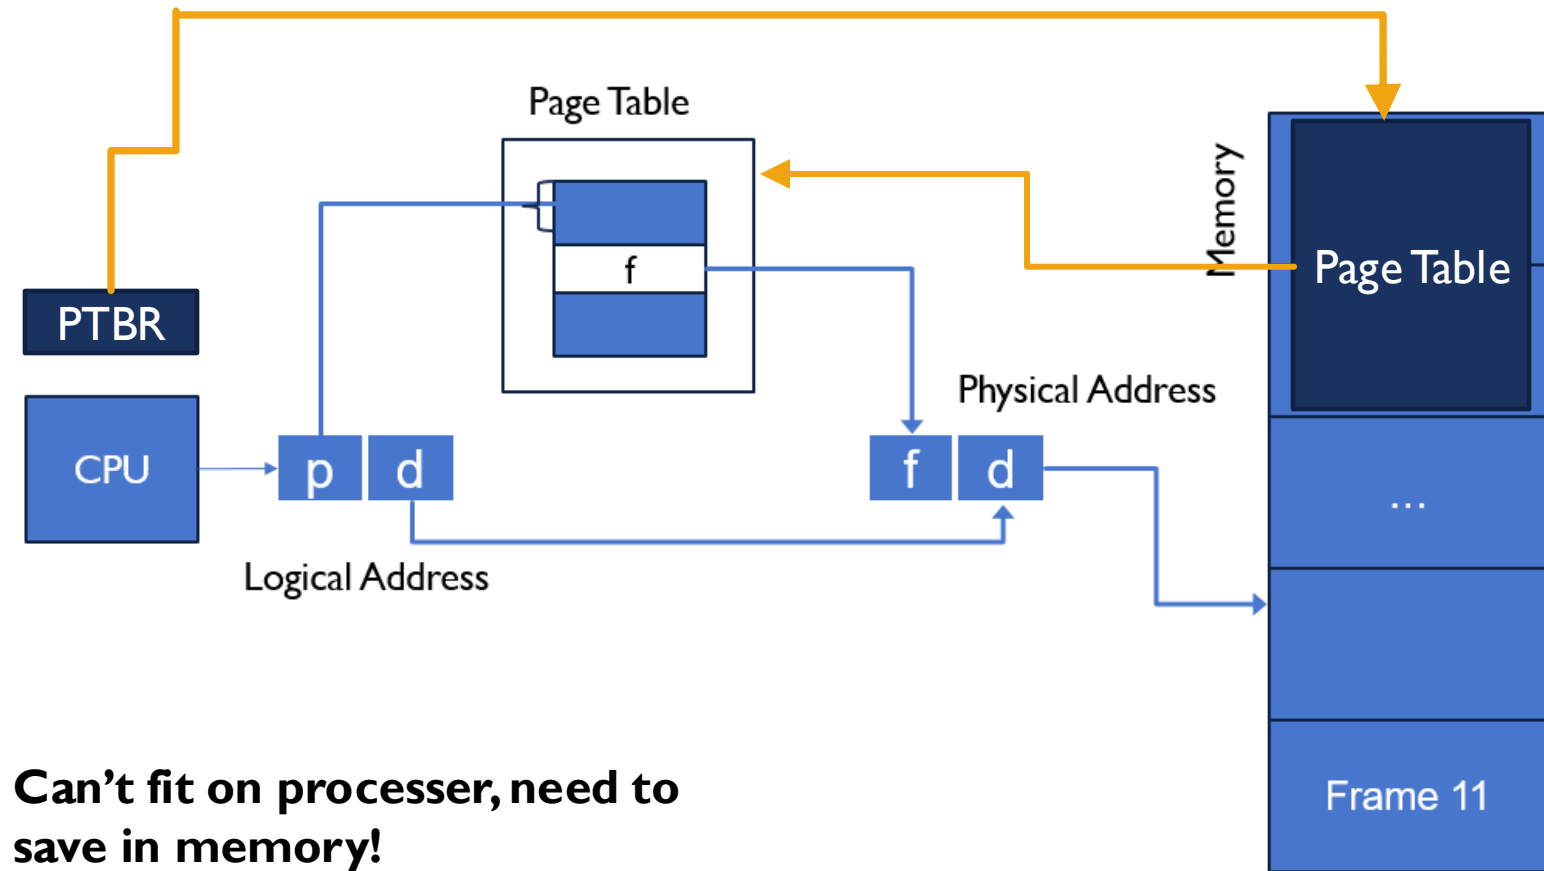 Page Table
Memory
Page Table
f
PTBR
Physical Address
CPU
p d
f d
...
Logical Address
Can’t fit on processer, need to
save in memory!
Frame 11